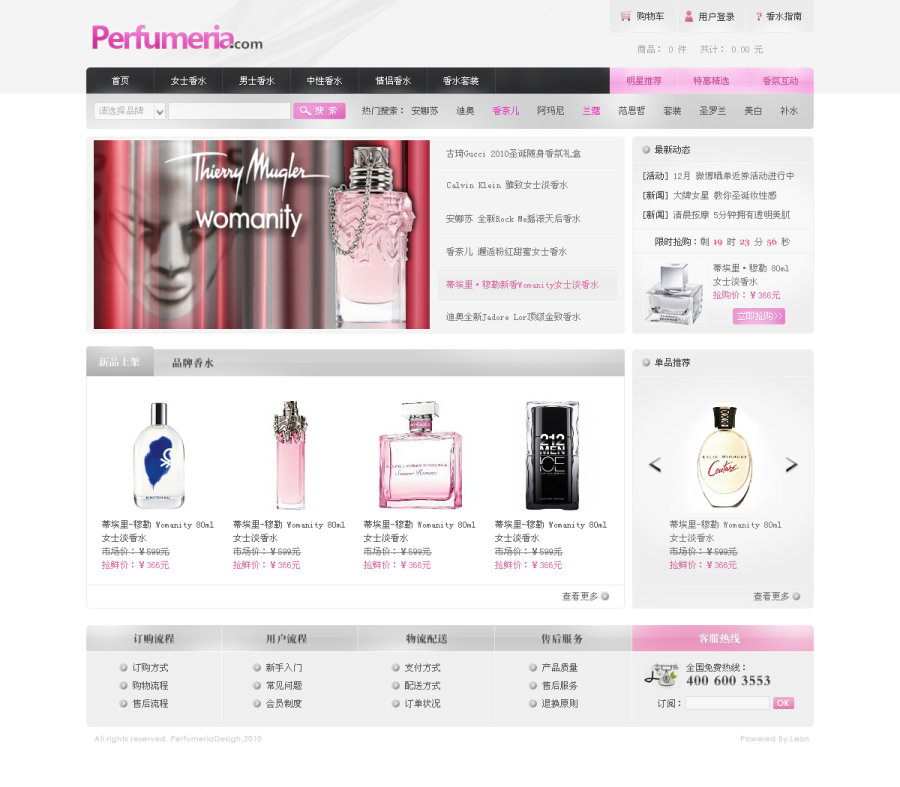 购物车 用户登录 ? 香水指南
Perfumeria.com
商品： 0 件 共计： 0.00 元
首页 女士香水 男士香水 中性香水 情侣香水 香水套装 明星推荐 特惠精选 香氛互动
请选择品牌 搜 索 热门搜索： 安娜苏 迪奥 香奈儿 阿玛尼 兰蔻 范思哲 套装 圣罗兰 美白 补水
Thierry Mugler
womanity
古琦Gucci 2010圣诞随身香氛礼盒
Calvin Klein 雅致女士淡香水
安娜苏 全新Rock Me摇滚天后香水
香奈儿 邂逅粉红甜蜜女士香水
蒂埃里·穆勒新香Womanity女士淡香水
迪奥全新Jadore Lor顶级金致香水
最新动态
[活动] 12月 微博晒单返券活动进行中
[新闻] 大牌女星 教你圣诞妆性感
[新闻] 清晨按摩 5分钟拥有透明美肌
限时抢购：剩 19 时 23 分 56 秒
蒂埃里·穆勒 80ml
女士淡香水
抢购价：￥366元
立即抢购>>
新品上架 品牌香水
单品推荐
212
MEN
ICE
RALPH LAUREN ROMANCE
KYLIE MINOGUE
Couture
蒂埃里-穆勒 Womanity 80ml
女士淡香水
市场价：￥599元
抢鲜价：￥366元
蒂埃里-穆勒 Womanity 80ml
女士淡香水
市场价：￥599元
抢鲜价：￥366元
蒂埃里-穆勒 Womanity 80ml
女士淡香水
市场价：￥599元
抢鲜价：￥366元
蒂埃里-穆勒 Womanity 80ml
女士淡香水
市场价：￥599元
抢鲜价：￥366元
蒂埃里-穆勒 Womanity 80ml
女士淡香水
市场价：￥599元
抢鲜价：￥366元
查看更多
查看更多
订购流程 用户流程 物流配送 售后服务 客服热线
订购方式 新手入门 支付方式 产品质量
购物流程 常见问题 配送方式 售后服务
售后流程 会员制度 订单状况 退换原则
全国免费热线：
400 600 3553
订阅： OK
All rights reserved, PerfumeriaDesigh,2010
Powered By:Leon